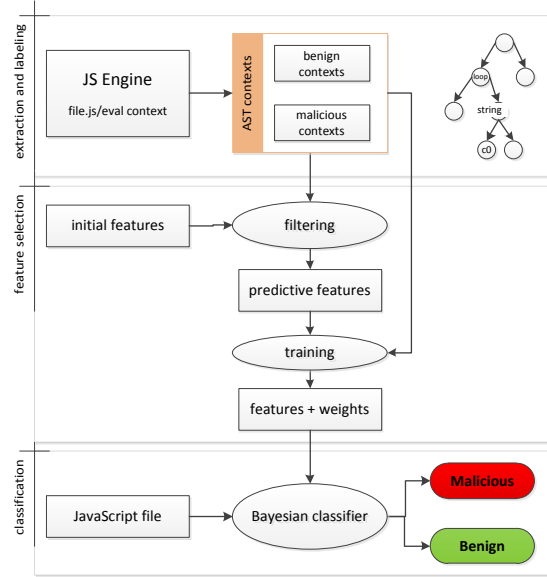 extraction and labeling
JS Engine
file.js/eval context
AST contexts
benign
contexts
malicious
contexts
loop
string
c0
feature selection
initial features
filtering
predictive features
training
features + weights
classification
JavaScript file
Bayesian classifier
Malicious
Benign